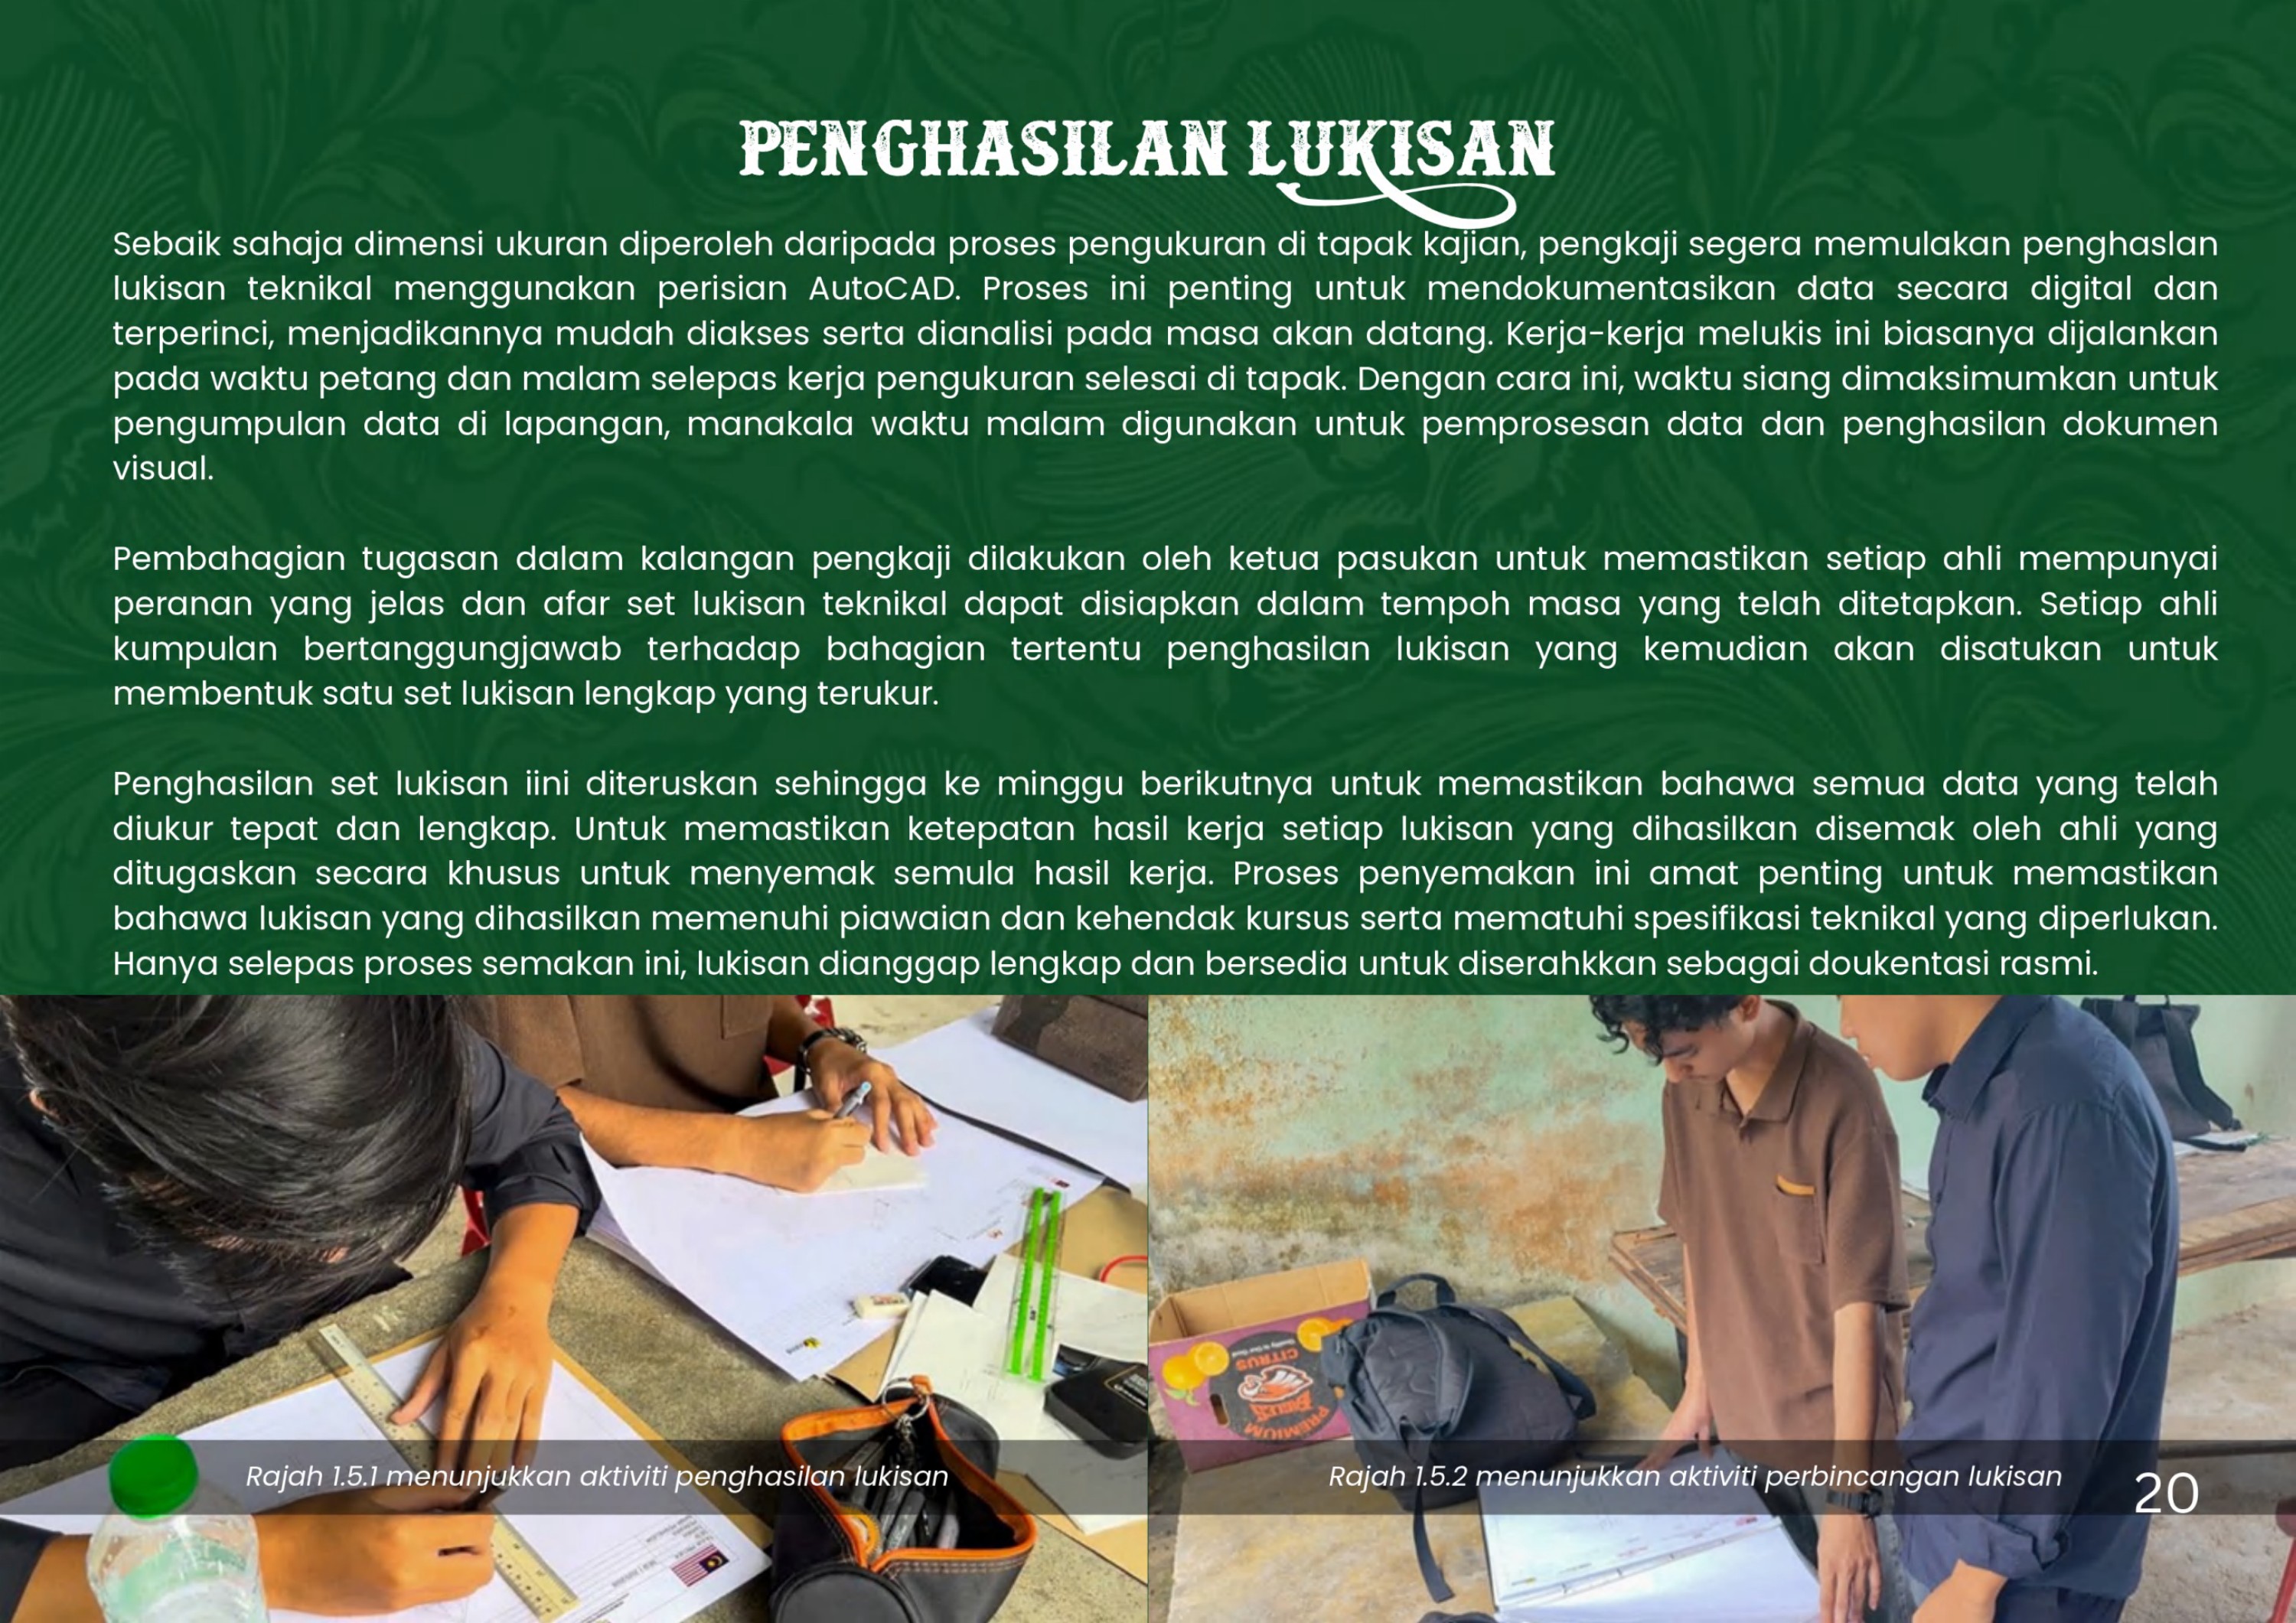 PENGHASILAN LUKISAN
Sebaik sahaja dimensi ukuran diperoleh daripada proses pengukuran di tapak kajian, pengkaji segera memulakan penghaslan
lukisan teknikal menggunakan perisian AutoCAD. Proses ini penting untuk mendokumentasikan data secara digital dan
terperinci, menjadikannya mudah diakses serta dianalisi pada masa akan datang. Kerja-kerja melukis ini biasanya dijalankan
pada waktu petang dan malam selepas kerja pengukuran selesai di tapak. Dengan cara ini, waktu siang dimaksimumkan untuk
pengumpulan data di lapangan, manakala waktu malam digunakan untuk pemprosesan data dan penghasilan dokumen
visual.
Pembahagian tugasan dalam kalangan pengkaji dilakukan oleh ketua pasukan untuk memastikan setiap ahli mempunyai
peranan yang jelas dan afar set lukisan teknikal dapat disiapkan dalam tempoh masa yang telah ditetapkan. Setiap ahli
kumpulan bertanggungjawab terhadap bahagian tertentu penghasilan lukisan yang kemudian akan disatukan untuk
membentuk satu set lukisan lengkap yang terukur.
Penghasilan set lukisan iini diteruskan sehingga ke minggu berikutnya untuk memastikan bahawa semua data yang telah
diukur tepat dan lengkap. Untuk memastikan ketepatan hasil kerja setiap lukisan yang dihasilkan disemak oleh ahli yang
ditugaskan secara khusus untuk menyemak semula hasil kerja. Proses penyemakan ini amat penting untuk memastikan
bahawa lukisan yang dihasilkan memenuhi piawaian dan kehendak kursus serta mematuhi spesifikasi teknikal yang diperlukan.
Hanya selepas proses semakan ini, lukisan dianggap lengkap dan bersedia untuk diserahkkan sebagai doukentasi rasmi.
CITRUS
PREMIUM
Rajah 1.5.1 menunjukkan aktiviti penghasilan lukisan
Rajah 1.5.2 menunjukkan aktiviti perbincangan lukisan
20